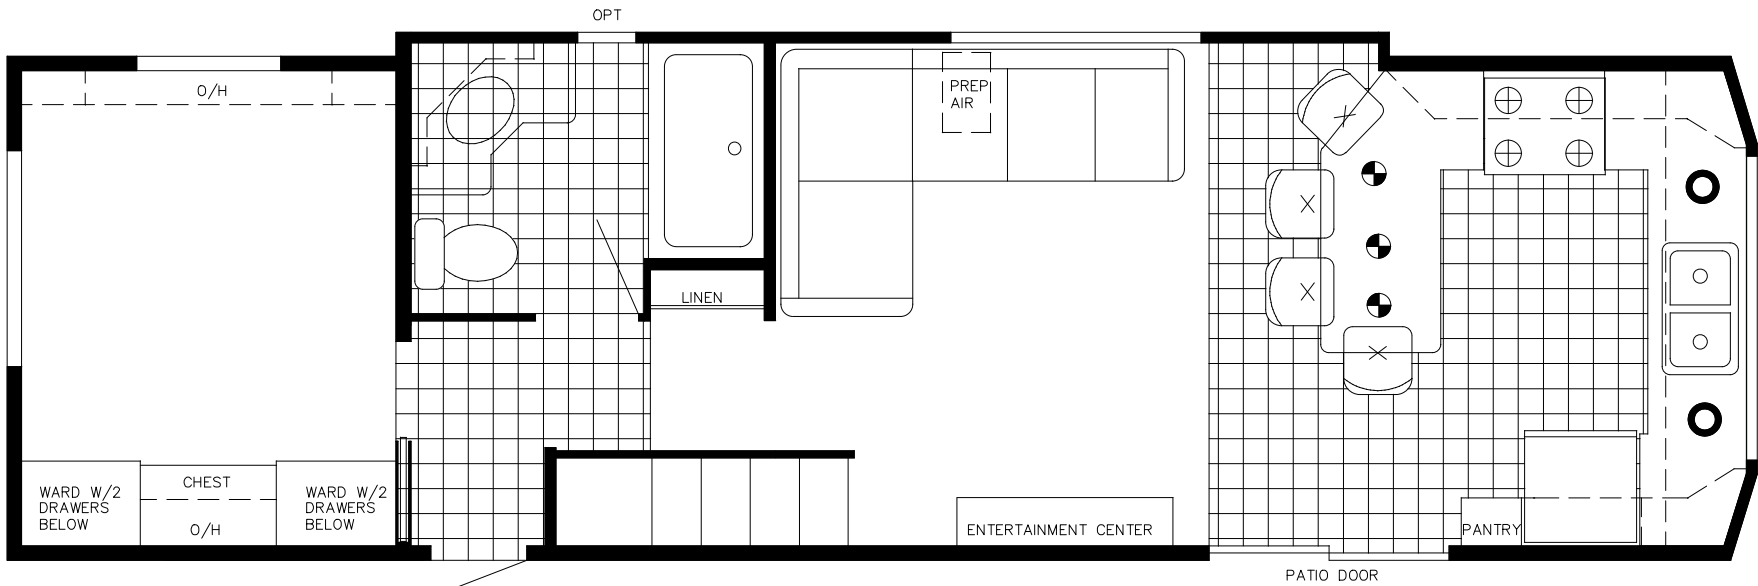 OPT
O/H
PREP
AIR
LINEN
WARD W/2
DRAWERS
BELOW
CHEST
O/H
WARD W/2
DRAWERS
BELOW
ENTERTAINMENT CENTER
PANTRY
PATIO DOOR